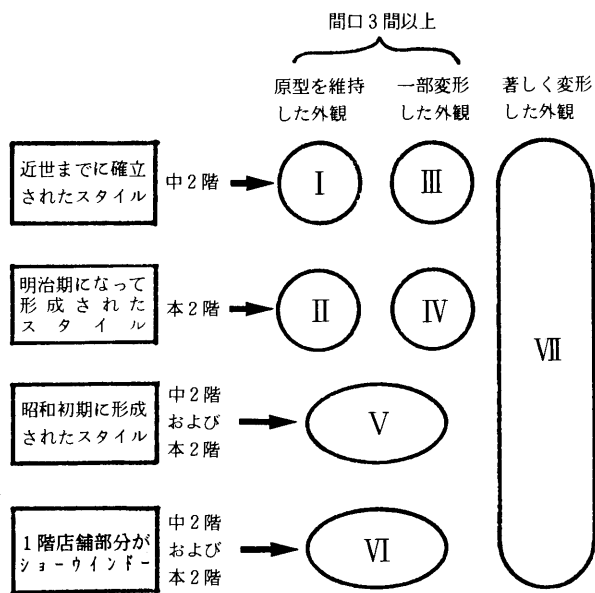 間口3間以上
原型を維持
した外観
一部変形
した外観
著しく変形
した外観
近世までに確立
されたスタイル
中2階
Ⅰ
Ⅲ
明治期になって
形成された
スタイル
本2階
Ⅱ
Ⅳ
Ⅶ
昭和初期に形成
されたスタイル
中2階
および
本2階
Ⅴ
1階店舗部分が
ショーウインドー
中2階
および
本2階
Ⅵ